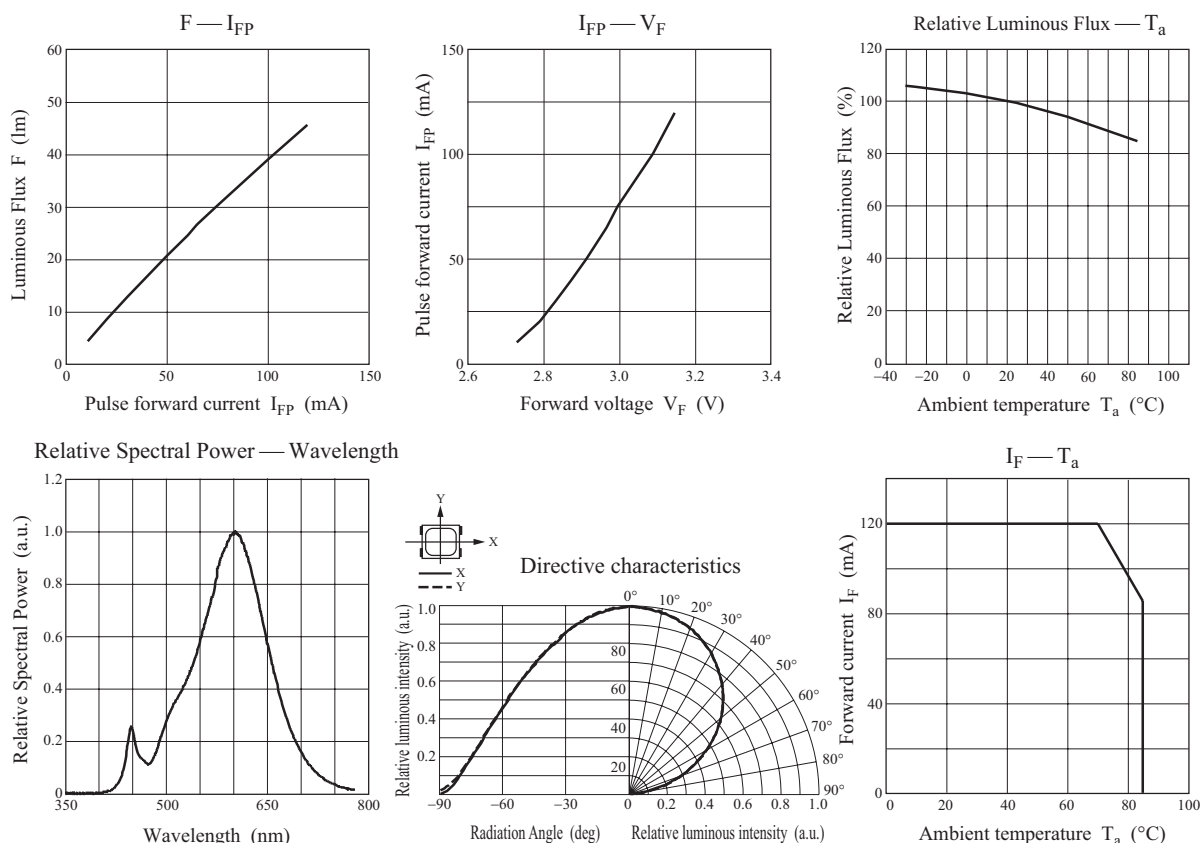 F — I_FP
Luminous Flux F (lm)
60
50
40
30
20
10
0
0 50 100 150
Pulse forward current I_FP (mA)
I_FP — V_F
Pulse forward current I_FP (mA)
150
100
50
0
2.6 2.8 3.0 3.2 3.4
Forward voltage V_F (V)
Relative Luminous Flux — T_a
Relative Luminous Flux (%)
120
100
80
60
40
20
0
−40 −20 0 20 40 60 80 100
Ambient temperature T_a (°C)
Relative Spectral Power — Wavelength
Relative Spectral Power (a.u.)
1.2
1.0
0.8
0.6
0.4
0.2
0
350 500 650 800
Wavelength (nm)
Y
X
X
Y
Directive characteristics
Relative luminous intensity (a.u.)
1.0
0.8
0.6
0.4
0.2
80
60
40
20
0° 10° 20° 30° 40° 50° 60° 70° 80° 90°
−90 −60 −30 0 0.2 0.4 0.6 0.8 1.0
Radiation Angle (deg) Relative luminous intensity (a.u.)
I_F — T_a
Forward current I_F (mA)
120
80
40
0
0 20 40 60 80 100
Ambient temperature T_a (°C)